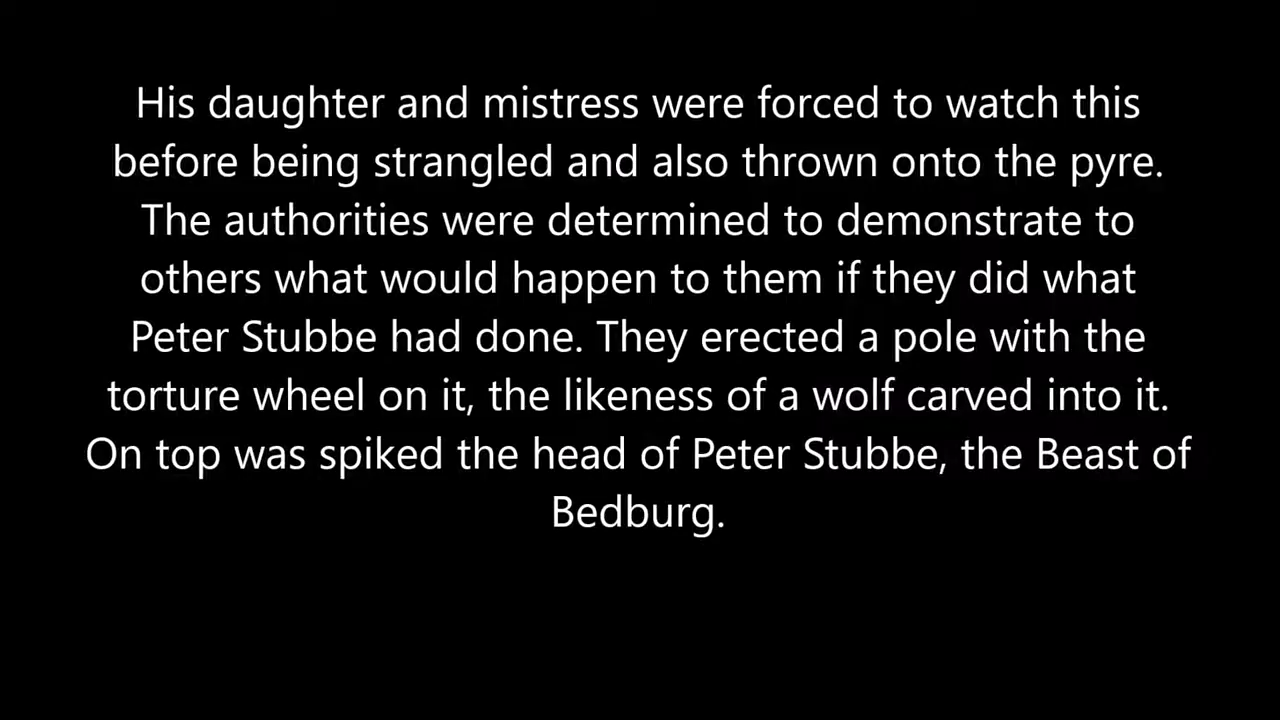 His daughter and mistress were forced to watch this
before being strangled and also thrown onto the pyre.
The authorities were determined to demonstrate to
others what would happen to them if they did what
Peter Stubbe had done. They erected a pole with the
torture wheel on it, the likeness of a wolf carved into it.
On top was spiked the head of Peter Stubbe, the Beast of
Bedburg.